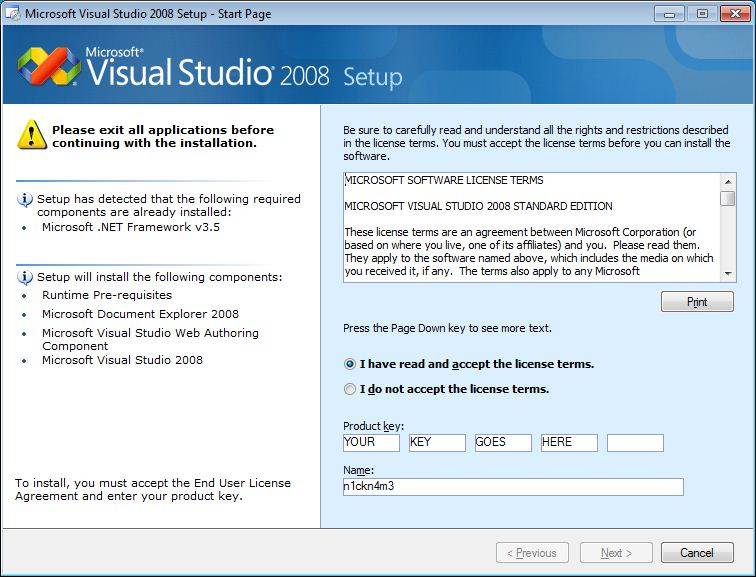 Microsoft Visual Studio 2008 Setup - Start Page
Microsoft®
Visual Studio® 2008 Setup
Please exit all applications before
continuing with the installation.
Setup has detected that the following required
components are already installed:
Microsoft .NET Framework v3.5
Setup will install the following components:
Runtime Pre-requisites
Microsoft Document Explorer 2008
Microsoft Visual Studio Web Authoring
Component
Microsoft Visual Studio 2008
To install, you must accept the End User License
Agreement and enter your product key.
Be sure to carefully read and understand all the rights and restrictions described
in the license terms. You must accept the license terms before you can install the
software.
MICROSOFT SOFTWARE LICENSE TERMS
MICROSOFT VISUAL STUDIO 2008 STANDARD EDITION
These license terms are an agreement between Microsoft Corporation (or
based on where you live, one of its affiliates) and you. Please read them.
They apply to the software named above, which includes the media on which
you received it, if any. The terms also apply to any Microsoft
Print
Press the Page Down key to see more text.
I have read and accept the license terms.
I do not accept the license terms.
Product key:
YOUR KEY GOES HERE
Name:
n1ckn4m3
< Previous Next > Cancel